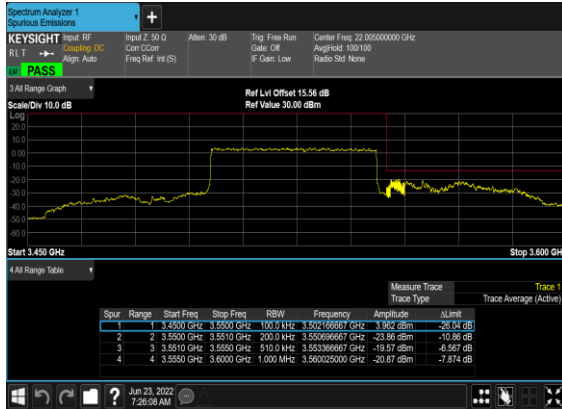 Spectrum Analyzer 1
Spurious Emissions
KEYSIGHT Input: RF Input Z: 50 Ω Atten: 30 dB Trig: Free Run Center Freq: 22.005000000 GHz
RLT Coupling: DC Corr CCorr Gate: Off Avg|Hold: 100/100
Align: Auto Freq Ref: Int (S) IF Gain: Low Radio Std: None
PASS
3 All Range Graph Ref Lvl Offset 15.56 dB
Scale/Div 10.0 dB Ref Value 30.00 dBm
Log
20.0
10.0
0.00
-10.0
-20.0
-30.0
-40.0
-50.0
-60.0
Start 3.450 GHz Stop 3.600 GH
4 All Range Table
Measure Trace Trace 1
Trace Type Trace Average (Active)
Spur Range Start Freq Stop Freq RBW Frequency Amplitude ΔLimit
1 1 3.4500 GHz 3.5500 GHz 100.0 kHz 3.502166667 GHz 3.962 dBm -26.04 dB
2 2 3.5500 GHz 3.5510 GHz 200.0 kHz 3.550696667 GHz -23.86 dBm -10.86 dB
3 3 3.5510 GHz 3.5550 GHz 510.0 kHz 3.553366667 GHz -19.57 dBm -6.567 dB
4 4 3.5550 GHz 3.6000 GHz 1.000 MHz 3.560025000 GHz -20.87 dBm -7.874 dB
Jun 23, 2022
7:26:08 AM